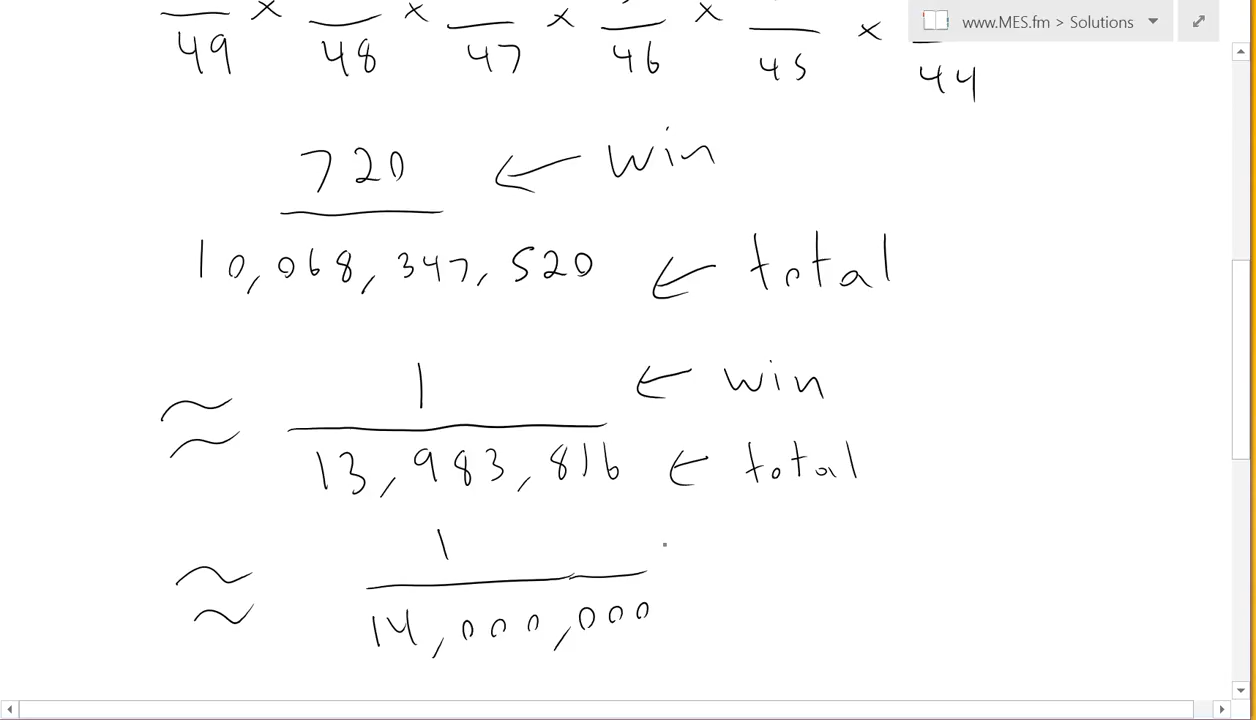 www.MES.fm > Solutions
× × × × ×
49 48 47 46 45 44
720 ← win
10,068,347,520 ← total
≈ 1 ← win
13,983,816 ← total
≈ 1
14,000,000